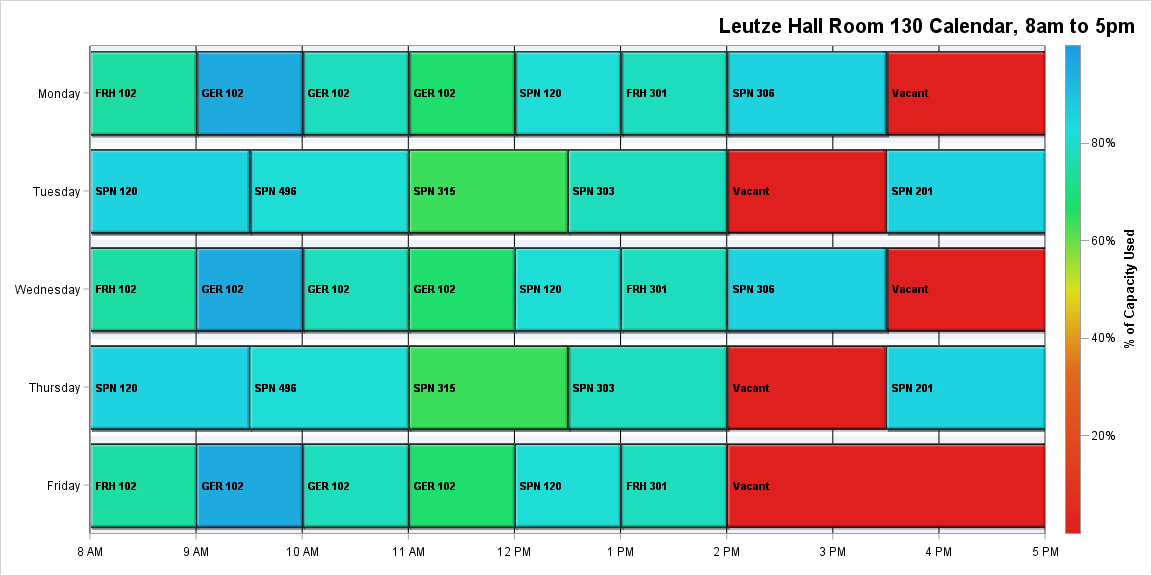 Leutze Hall Room 130 Calendar, 8am to 5pm
Monday
FRH 102
GER 102
GER 102
GER 102
SPN 120
FRH 301
SPN 306
Vacant
Tuesday
SPN 120
SPN 496
SPN 315
SPN 303
Vacant
SPN 201
Wednesday
FRH 102
GER 102
GER 102
GER 102
SPN 120
FRH 301
SPN 306
Vacant
Thursday
SPN 120
SPN 496
SPN 315
SPN 303
Vacant
SPN 201
Friday
FRH 102
GER 102
GER 102
GER 102
SPN 120
FRH 301
Vacant
8 AM
9 AM
10 AM
11 AM
12 PM
1 PM
2 PM
3 PM
4 PM
5 PM
80%
60%
40%
20%
% of Capacity Used